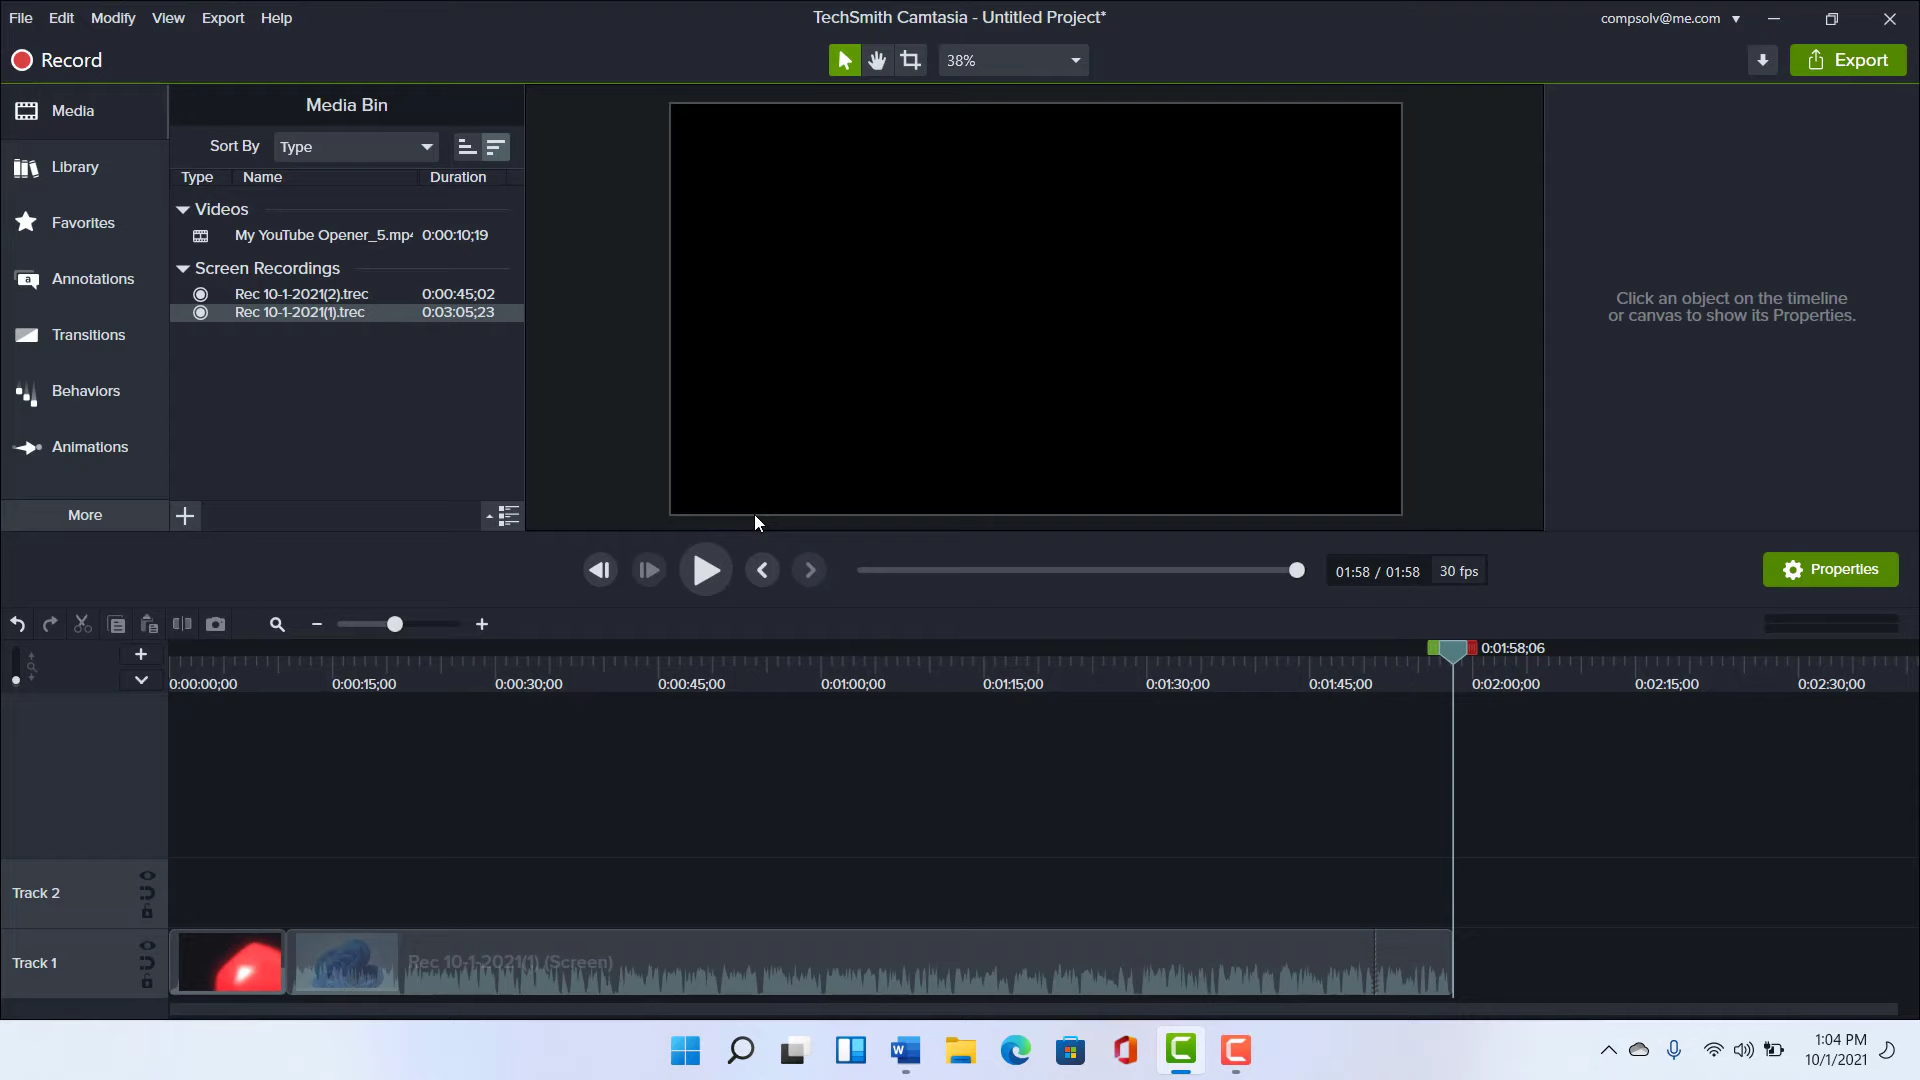 File Edit Modify View Export Help
TechSmith Camtasia - Untitled Project*
compsolv@me.com
Record
38%
Export
Media
Library
Favorites
Annotations
Transitions
Behaviors
Animations
More
Media Bin
Sort By Type
Type Name Duration
Videos
My YouTube Opener_5.mp4 0:00:10;19
Screen Recordings
Rec 10-1-2021(2).trec 0:00:45;02
Rec 10-1-2021(1).trec 0:03:05;23
Click an object on the timeline
or canvas to show its Properties.
01:58 / 01:58 30 fps
Properties
0:01:58;06
0:00:00;00 0:00:15;00 0:00:30;00 0:00:45;00 0:01:00;00 0:01:15;00 0:01:30;00 0:01:45;00 0:02:00;00 0:02:15;00 0:02:30;00
Track 2
Track 1
Rec 10-1-2021(1) (Screen)
1:04 PM
10/1/2021